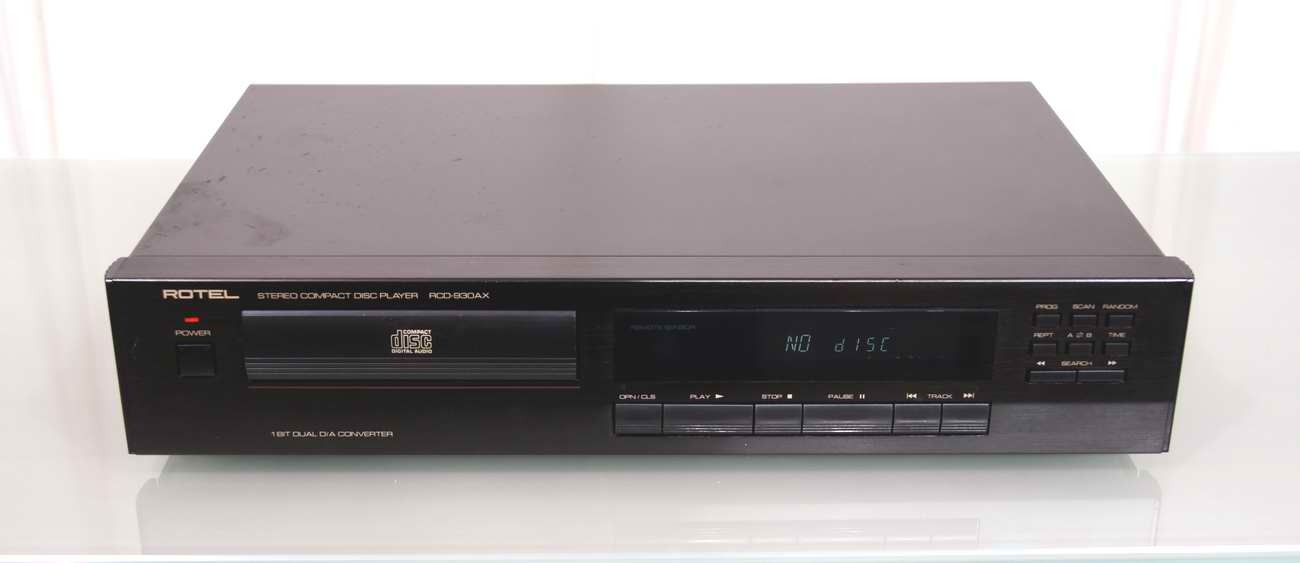 ROTEL STEREO COMPACT DISC PLAYER RCD-930AX
POWER
COMPACT
disc
DIGITAL AUDIO
REMOTE SENSOR
NO dISC
PROG SCAN RANDOM
REPT A ⇄ B TIME
◀◀ SEARCH ▶▶
OPN / CLS PLAY ▶ STOP ■ PAUSE ❚❚ |◀◀ TRACK ▶▶|
1 BIT DUAL D/A CONVERTER